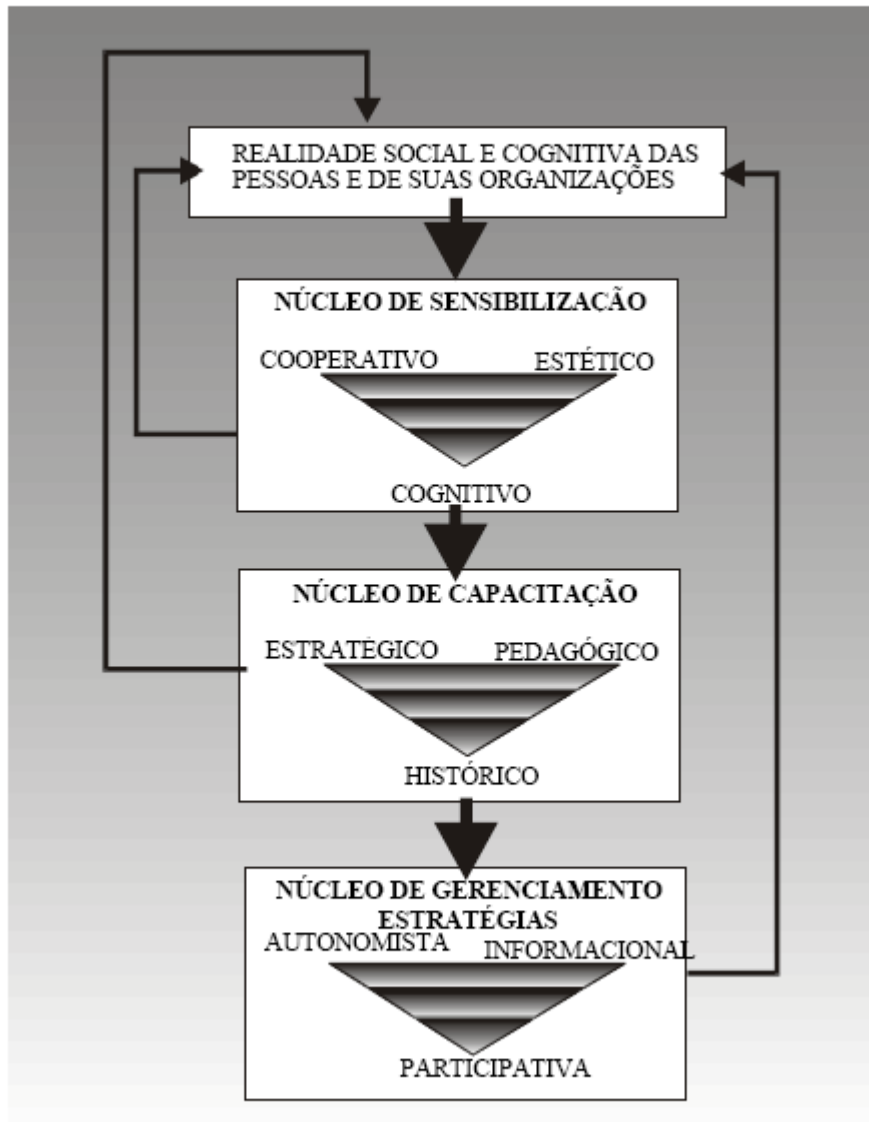 REALIDADE SOCIAL E COGNITIVA DAS
PESSOAS E DE SUAS ORGANIZAÇÕES
NÚCLEO DE SENSIBILIZAÇÃO
COOPERATIVO
ESTÉTICO
COGNITIVO
NÚCLEO DE CAPACITAÇÃO
ESTRATÉGICO
PEDAGÓGICO
HISTÓRICO
NÚCLEO DE GERENCIAMENTO
ESTRATÉGIAS
AUTONOMISTA
INFORMACIONAL
PARTICIPATIVA